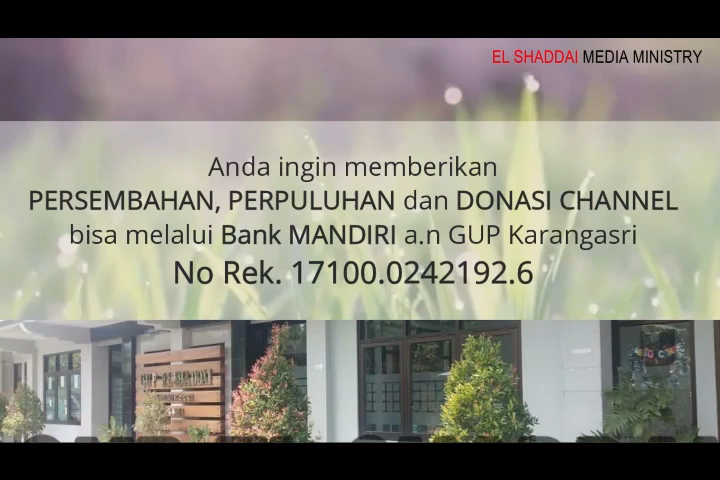 EL SHADDAI MEDIA MINISTRY
Anda ingin memberikan
PERSEMBAHAN, PERPULUHAN dan DONASI CHANNEL
bisa melalui Bank MANDIRI a.n GUP Karangasri
No Rek. 17100.0242192.6